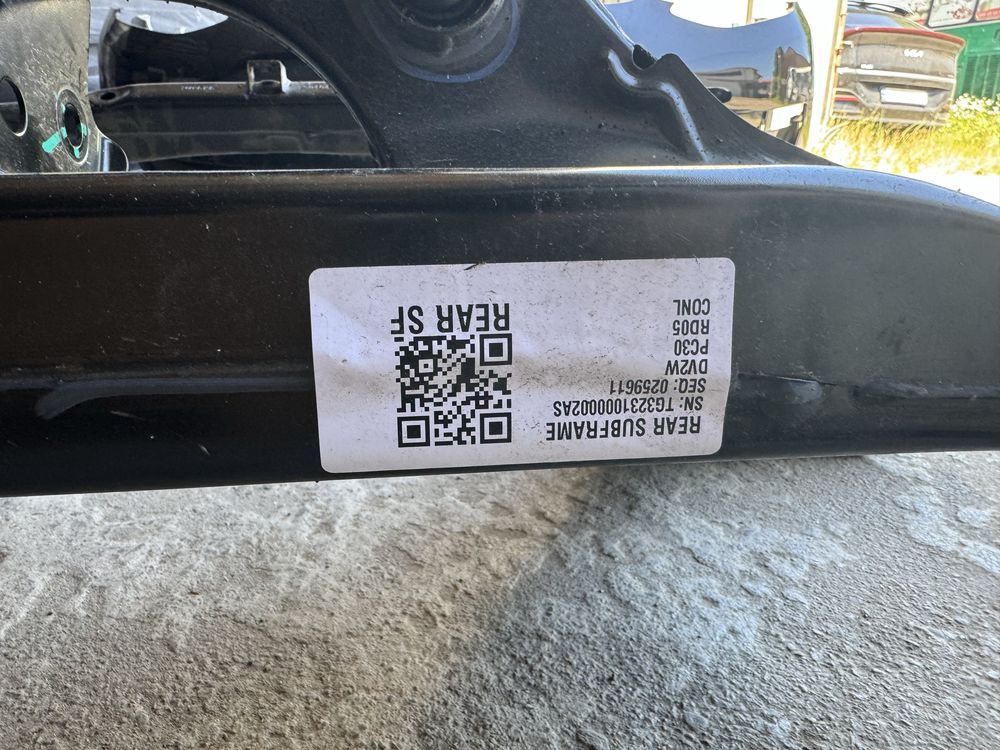 REAR SUBFRAME
SN: TG3231000002AS
SEQ: 0259611
DV2W
PC30
RD05
CONL
REAR SF